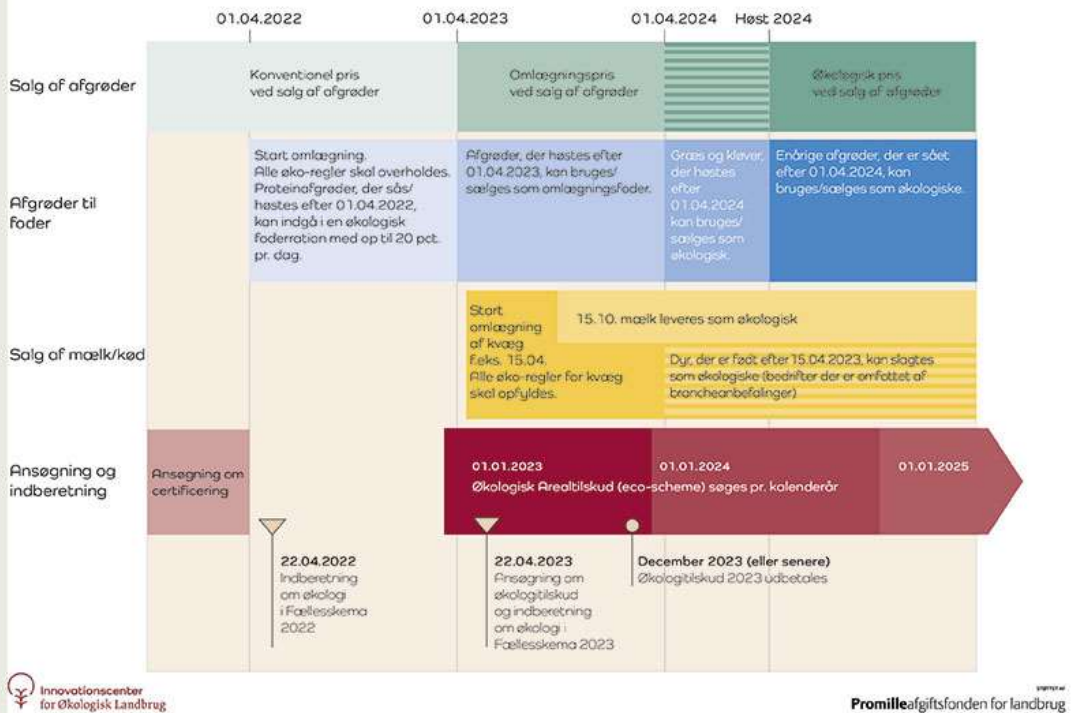 01.04.2022
01.04.2023
01.04.2024
Høst 2024
Salg af afgrøder
Konventionel pris
ved salg af afgrøder
Omlægningspris
ved salg af afgrøder
Økologisk pris
ved salg af afgrøder
Afgrøder til
foder
Start omlægning.
Alle øko-regler skal overholdes.
Proteinafgrøder, der sås/
høstes efter 01.04.2022,
kan indgå i en økologisk
foderration med op til 20 pct.
pr. dag.
Afgrøder, der høstes efter
01.04.2023, kan bruges/
sælges som omlægningsfoder.
Græs og kløver,
der høstes
efter
01.04.2024
kan bruges/
sælges som
økologisk.
Enårige afgrøder, der er sået
efter 01.04.2024, kan
bruges/sælges som økologiske.
Salg af mælk/kød
Start
omlægning
af kvæg
f.eks. 15.04.
Alle øko-regler for kvæg
skal opfyldes.
15.10. mælk leveres som økologisk
Dyr, der er født efter 15.04.2023, kan slagtes
som økologiske (bedrifter der er omfattet af
brancheanbefalinger)
Ansøgning og
indberetning
Ansøgning om
certificering
01.01.2023
01.01.2024
01.01.2025
Økologisk Arealtilskud (eco-scheme) søges pr. kalenderår
22.04.2022
Indberetning
om økologi
i Fællesskema
2022
22.04.2023
Ansøgning om
økologitilskud
og indberetning
om økologi i
Fællesskema 2023
December 2023 (eller senere)
Økologitilskud 2023 udbetales
Innovationscenter
for Økologisk Landbrug
STØTTET AF
Promilleafgiftsfonden for landbrug